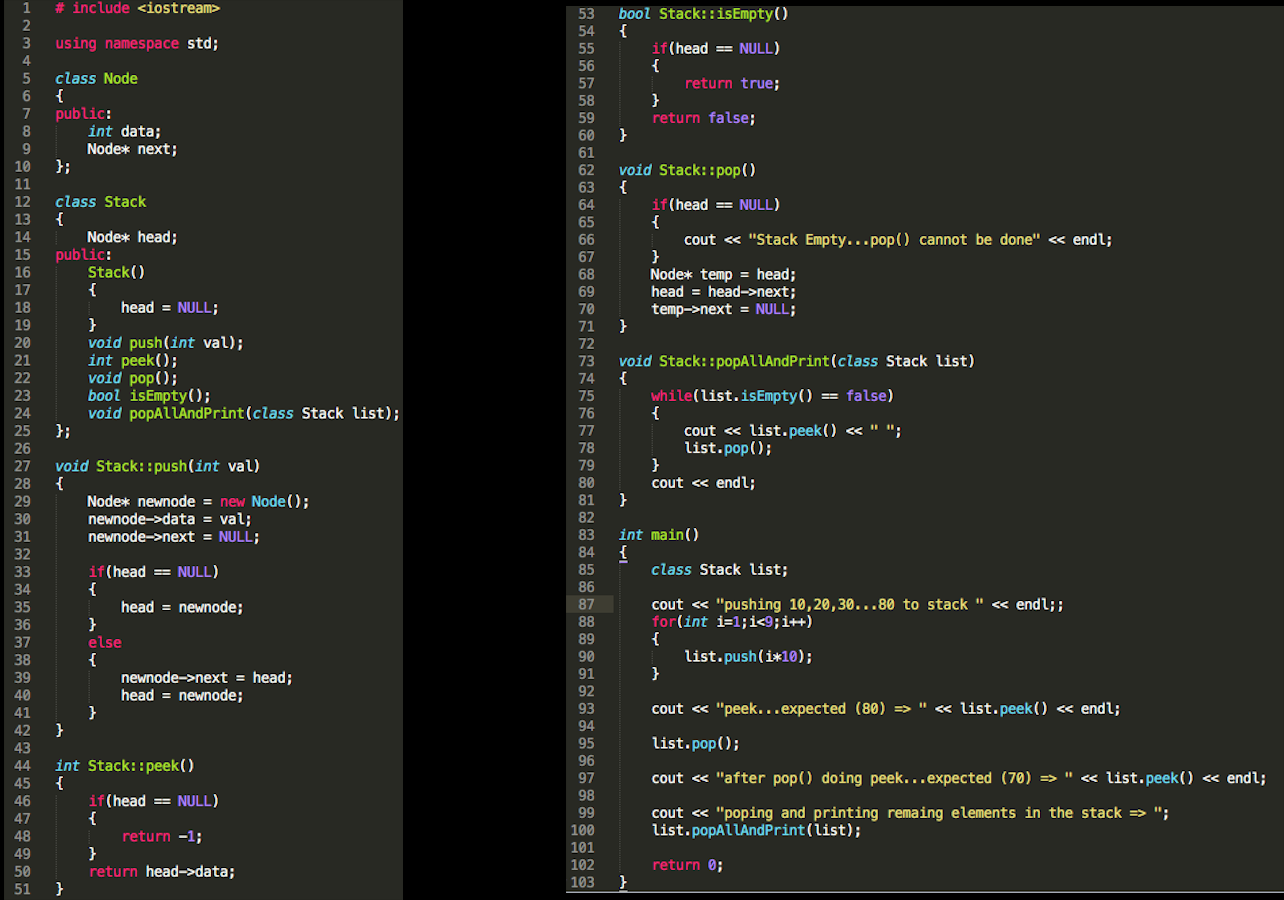 1 # include <iostream>
2
3 using namespace std;
4
5 class Node
6 {
7 public:
8     int data;
9     Node* next;
10 };
11
12 class Stack
13 {
14     Node* head;
15 public:
16     Stack()
17     {
18         head = NULL;
19     }
20     void push(int val);
21     int peek();
22     void pop();
23     bool isEmpty();
24     void popAllAndPrint(class Stack list);
25 };
26
27 void Stack::push(int val)
28 {
29     Node* newnode = new Node();
30     newnode->data = val;
31     newnode->next = NULL;
32
33     if(head == NULL)
34     {
35         head = newnode;
36     }
37     else
38     {
39         newnode->next = head;
40         head = newnode;
41     }
42 }
43
44 int Stack::peek()
45 {
46     if(head == NULL)
47     {
48         return -1;
49     }
50     return head->data;
51 }
53 bool Stack::isEmpty()
54 {
55     if(head == NULL)
56     {
57         return true;
58     }
59     return false;
60 }
61
62 void Stack::pop()
63 {
64     if(head == NULL)
65     {
66         cout << "Stack Empty...pop() cannot be done" << endl;
67     }
68     Node* temp = head;
69     head = head->next;
70     temp->next = NULL;
71 }
72
73 void Stack::popAllAndPrint(class Stack list)
74 {
75     while(list.isEmpty() == false)
76     {
77         cout << list.peek() << " ";
78         list.pop();
79     }
80     cout << endl;
81 }
82
83 int main()
84 {
85     class Stack list;
86
87     cout << "pushing 10,20,30...80 to stack " << endl;;
88     for(int i=1;i<9;i++)
89     {
90         list.push(i*10);
91     }
92
93     cout << "peek...expected (80) => " << list.peek() << endl;
94
95     list.pop();
96
97     cout << "after pop() doing peek...expected (70) => " << list.peek() << endl;
98
99     cout << "poping and printing remaing elements in the stack => ";
100     list.popAllAndPrint(list);
101
102     return 0;
103 }